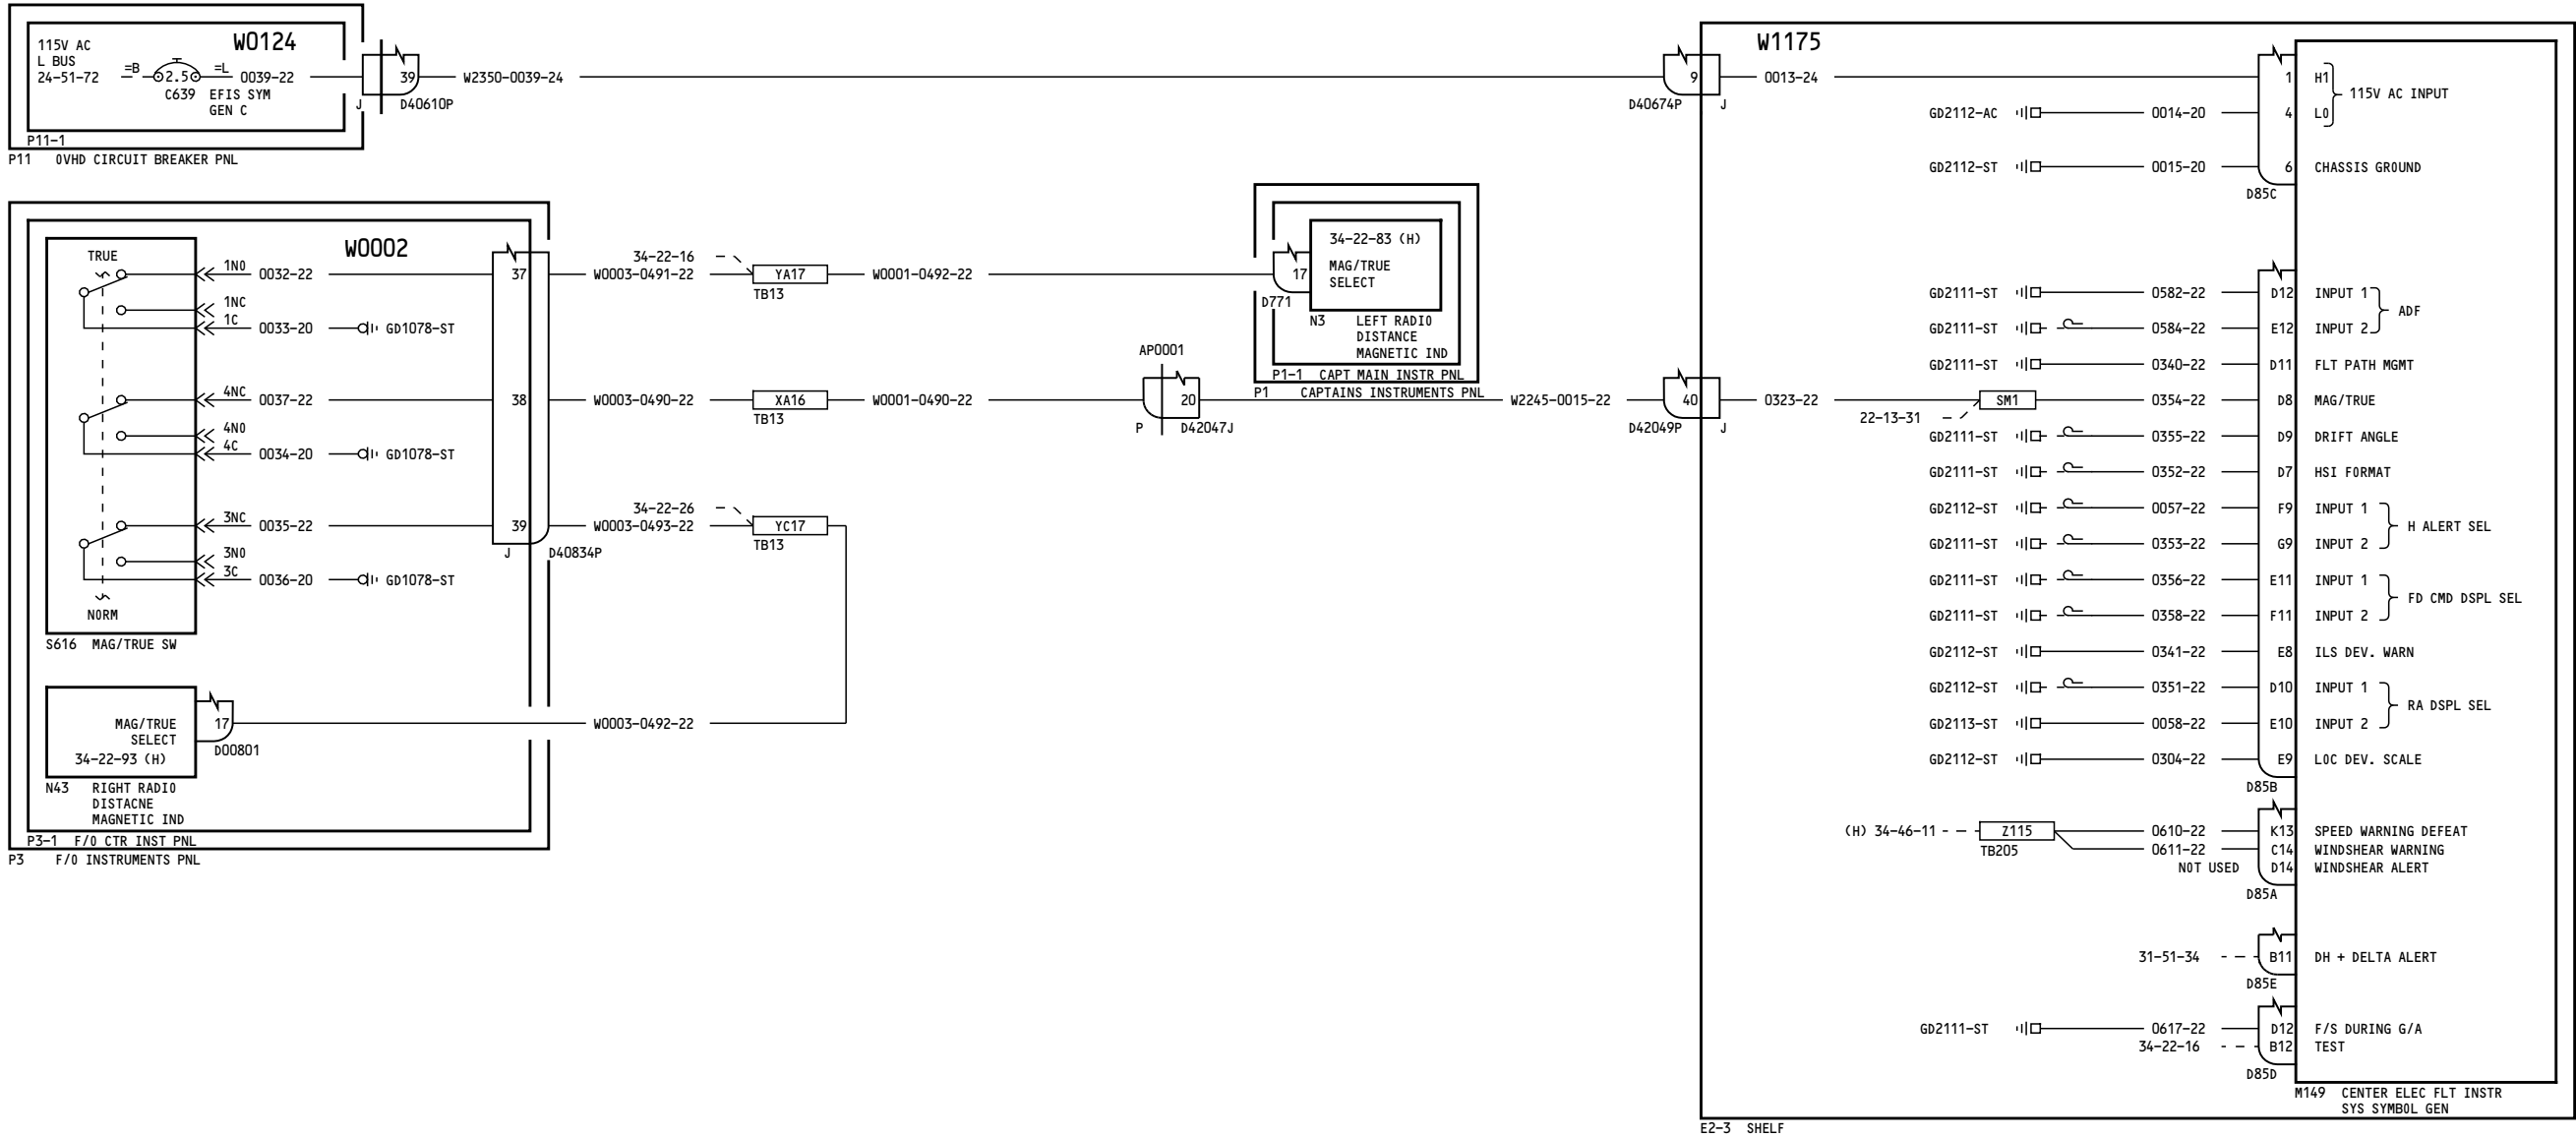 115V AC
L BUS
24-51-72
=B
2.5
=L
C639
EFIS SYM
GEN C
W0124
0039-22
J
39
D40610P
W2350-0039-24
P11-1
P11 OVHD CIRCUIT BREAKER PNL
9
D40674P
J
W1175
0013-24
1
H1
115V AC INPUT
GD2112-AC
0014-20
4
LO
GD2112-ST
0015-20
6
CHASSIS GROUND
D85C
W0002
TRUE
1NO
0032-22
37
1NC
1C
0033-20
GD1078-ST
4NC
0037-22
38
4NO
4C
0034-20
GD1078-ST
3NC
0035-22
39
3NO
3C
0036-20
GD1078-ST
NORM
S616 MAG/TRUE SW
J
D40834P
34-22-16
W0003-0491-22
YA17
TB13
W0001-0492-22
W0003-0490-22
XA16
TB13
W0001-0490-22
34-22-26
W0003-0493-22
YC17
TB13
W0003-0492-22
MAG/TRUE
SELECT
34-22-93 (H)
17
D00801
N43 RIGHT RADIO
DISTACNE
MAGNETIC IND
P3-1 F/O CTR INST PNL
P3 F/O INSTRUMENTS PNL
17
D771
34-22-83 (H)
MAG/TRUE
SELECT
N3 LEFT RADIO
DISTANCE
MAGNETIC IND
P1-1 CAPT MAIN INSTR PNL
P1 CAPTAINS INSTRUMENTS PNL
AP0001
20
P
D42047J
W2245-0015-22
40
D42049P
J
0323-22
22-13-31
SM1
GD2111-ST
0582-22
D12
INPUT 1
ADF
GD2111-ST
0584-22
E12
INPUT 2
GD2111-ST
0340-22
D11
FLT PATH MGMT
0354-22
D8
MAG/TRUE
GD2111-ST
0355-22
D9
DRIFT ANGLE
GD2111-ST
0352-22
D7
HSI FORMAT
GD2112-ST
0057-22
F9
INPUT 1
H ALERT SEL
GD2111-ST
0353-22
G9
INPUT 2
GD2111-ST
0356-22
E11
INPUT 1
FD CMD DSPL SEL
GD2111-ST
0358-22
F11
INPUT 2
GD2112-ST
0341-22
E8
ILS DEV. WARN
GD2112-ST
0351-22
D10
INPUT 1
RA DSPL SEL
GD2113-ST
0058-22
E10
INPUT 2
GD2112-ST
0304-22
E9
LOC DEV. SCALE
D85B
(H) 34-46-11
Z115
TB205
0610-22
K13
SPEED WARNING DEFEAT
0611-22
C14
WINDSHEAR WARNING
NOT USED
D14
WINDSHEAR ALERT
D85A
31-51-34
B11
DH + DELTA ALERT
D85E
GD2111-ST
0617-22
D12
F/S DURING G/A
34-22-16
B12
TEST
D85D
M149 CENTER ELEC FLT INSTR
SYS SYMBOL GEN
E2-3 SHELF